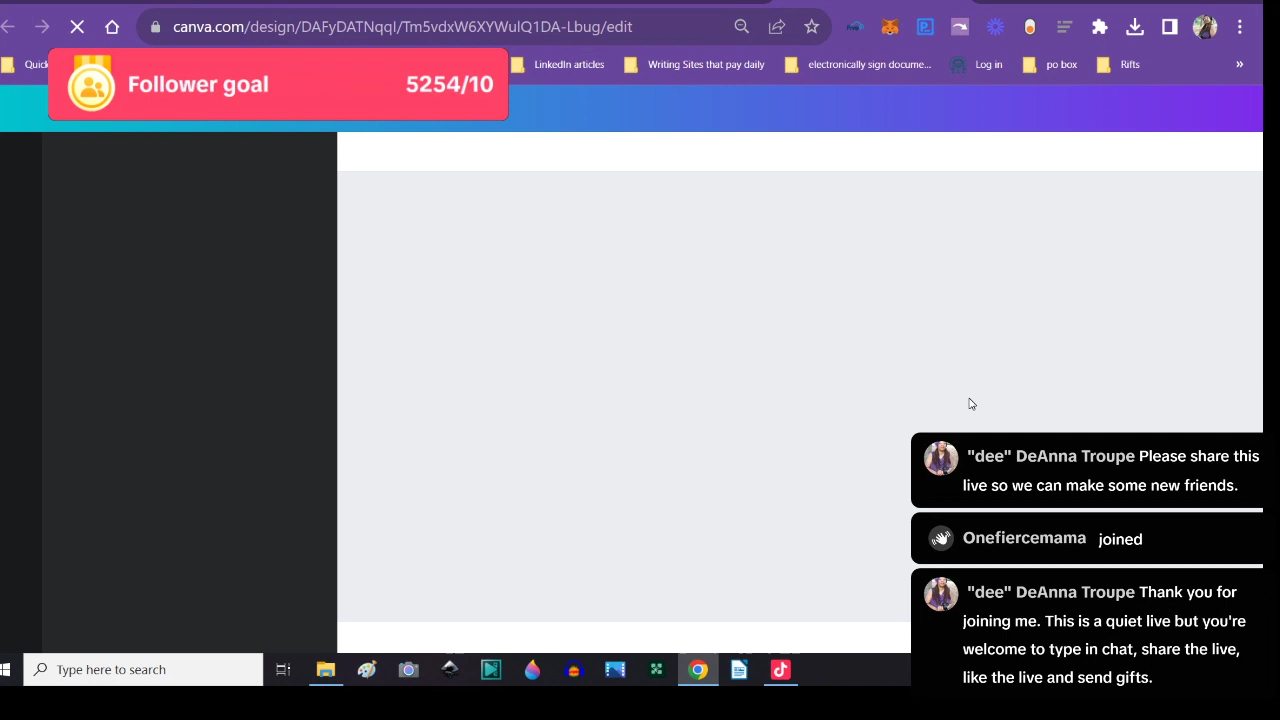 canva.com/design/DAFyDATNqqI/Tm5vdxW6XYWulQ1DA-Lbug/edit
Quick
LinkedIn articles
Writing Sites that pay daily
electronically sign docume...
Log in
po box
Rifts
»
Follower goal 5254/10
"dee" DeAnna Troupe Please share this
live so we can make some new friends.
Onefiercemama joined
"dee" DeAnna Troupe Thank you for
joining me. This is a quiet live but you're
welcome to type in chat, share the live,
like the live and send gifts.
Type here to search